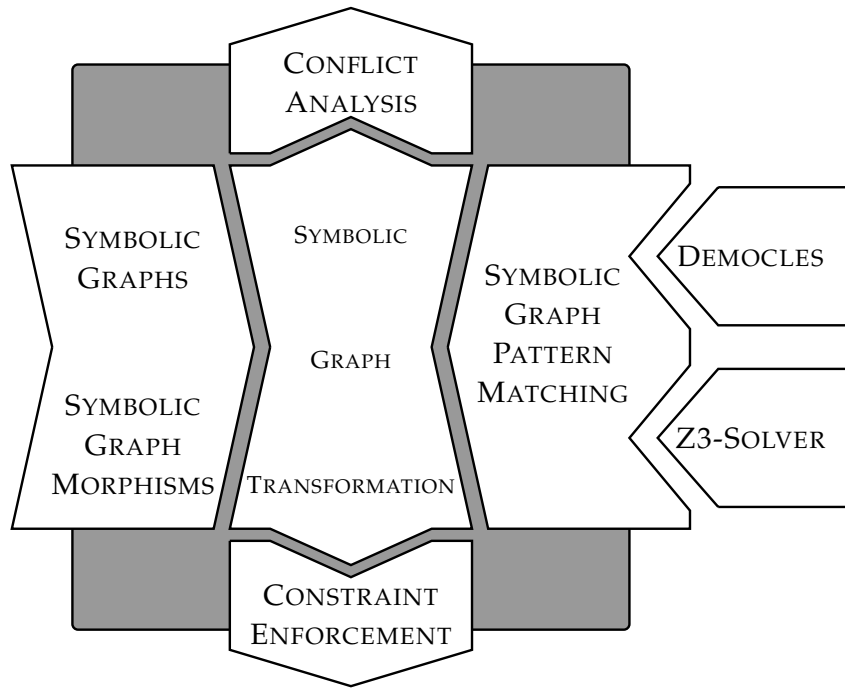 CONFLICT
ANALYSIS
SYMBOLIC
GRAPHS
SYMBOLIC
GRAPH
MORPHISMS
SYMBOLIC
GRAPH
TRANSFORMATION
SYMBOLIC
GRAPH
PATTERN
MATCHING
DEMOCLES
Z3-SOLVER
CONSTRAINT
ENFORCEMENT